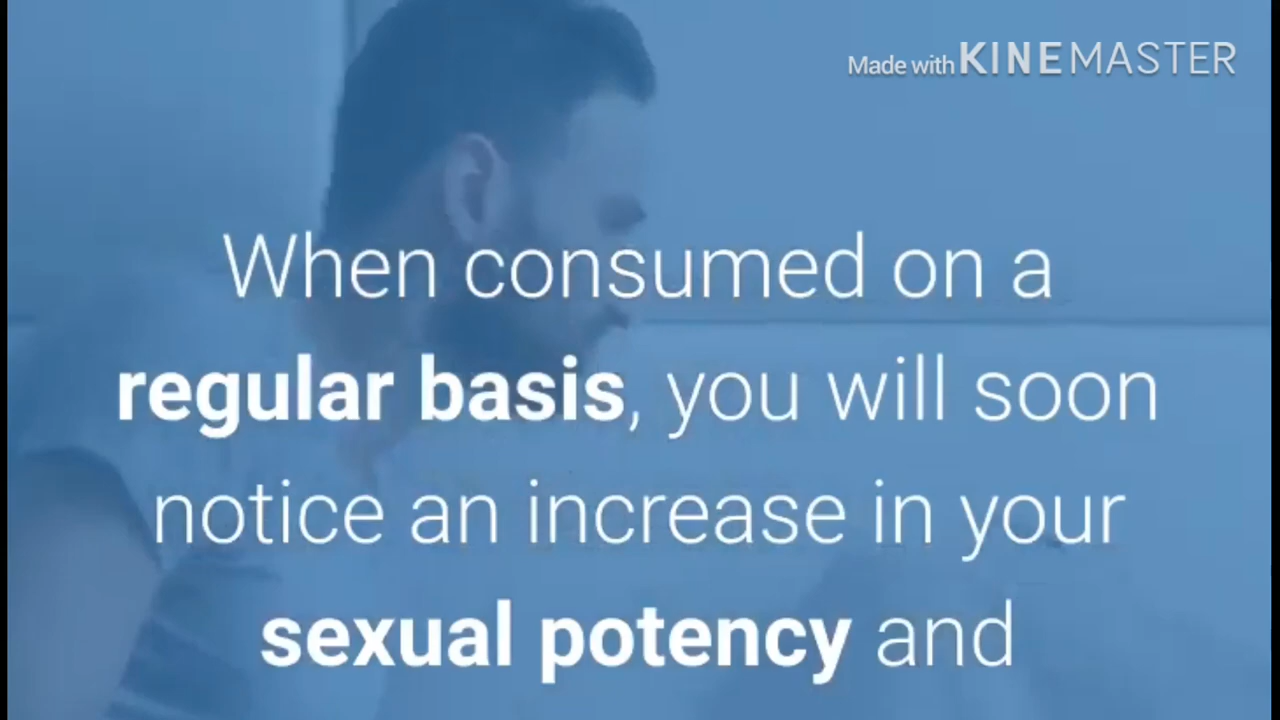 Made with KINEMASTER
When consumed on a
regular basis, you will soon
notice an increase in your
sexual potency and